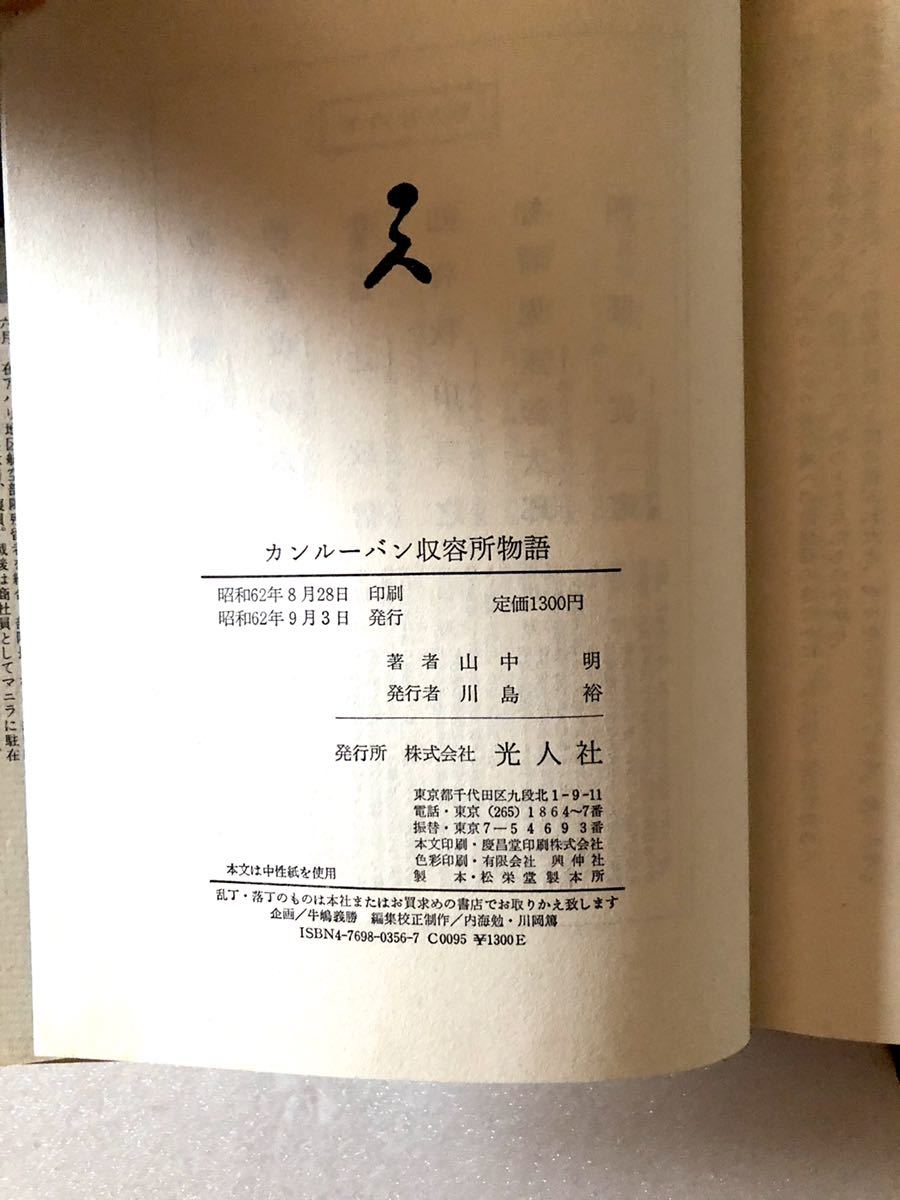 カンルーバン収容所物語
昭和62年8月28日 印刷
昭和62年9月3日 発行
定価1300円
著者 山中 明
発行者 川島 裕
発行所 株式会社 光人社
東京都千代田区九段北1-9-11
電話・東京(265)1864〜7番
振替・東京7-54693番
本文印刷・慶昌堂印刷株式会社
色彩印刷・有限会社 興伸社
製本・松栄堂製本所
本文は中性紙を使用
乱丁・落丁のものは本社またはお買求めの書店でお取りかえ致します
企画/牛嶋義勝 編集校正制作/内海勉・川岡篤
ISBN4-7698-0356-7 C0095 ¥1300E